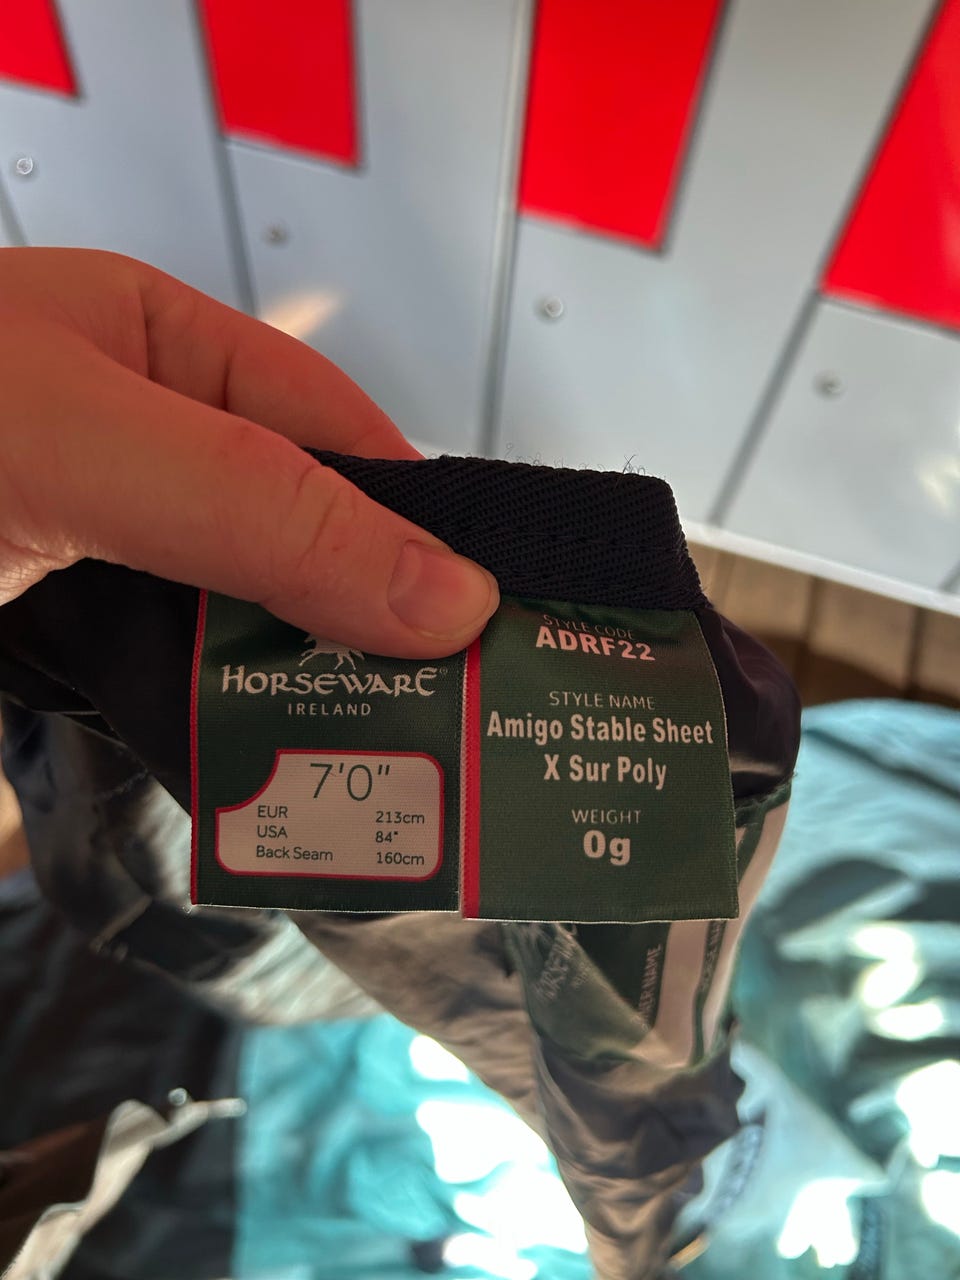 HORSEWARE®
IRELAND
7'0"
EUR 213cm
USA 84"
Back Seam 160cm
STYLE CODE
ADRF22
STYLE NAME
Amigo Stable Sheet
X Sur Poly
WEIGHT
0g
NAME